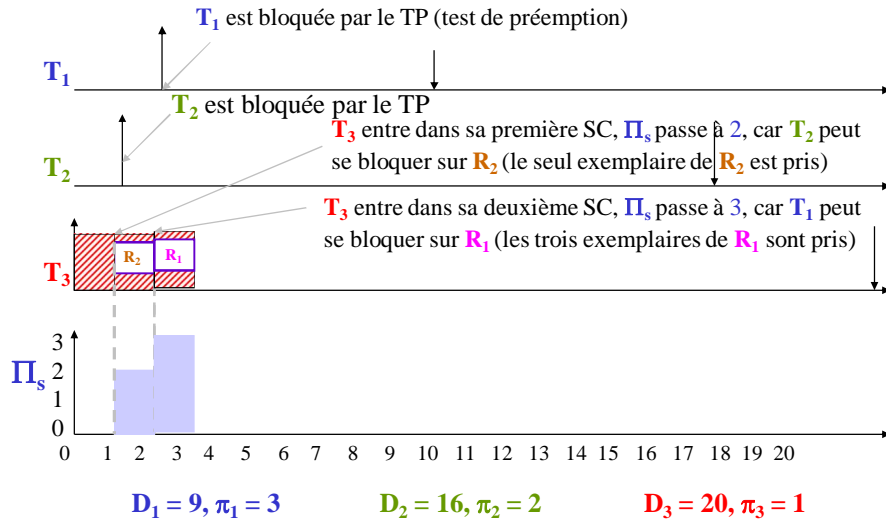 T1 est bloquée par le TP (test de préemption)
T1
T2 est bloquée par le TP
T3 entre dans sa première SC, Πs passe à 2, car T2 peut
se bloquer sur R2 (le seul exemplaire de R2 est pris)
T2
T3 entre dans sa deuxième SC, Πs passe à 3, car T1 peut
se bloquer sur R1 (les trois exemplaires de R1 sont pris)
R2 R1
T3
3
2
Πs
1
0
0 1 2 3 4 5 6 7 8 9 10 11 12 13 14 15 16 17 18 19 20
D1 = 9, π1 = 3 D2 = 16, π2 = 2 D3 = 20, π3 = 1